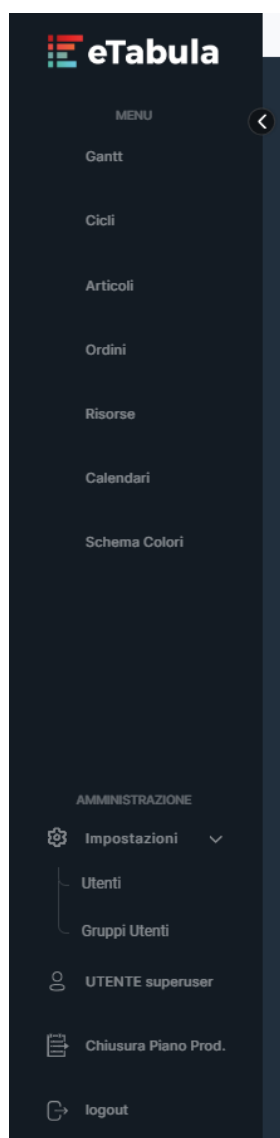 eTabula
MENU
Gantt
Cicli
Articoli
Ordini
Risorse
Calendari
Schema Colori
AMMINISTRAZIONE
Impostazioni
Utenti
Gruppi Utenti
UTENTE superuser
Chiusura Piano Prod.
logout